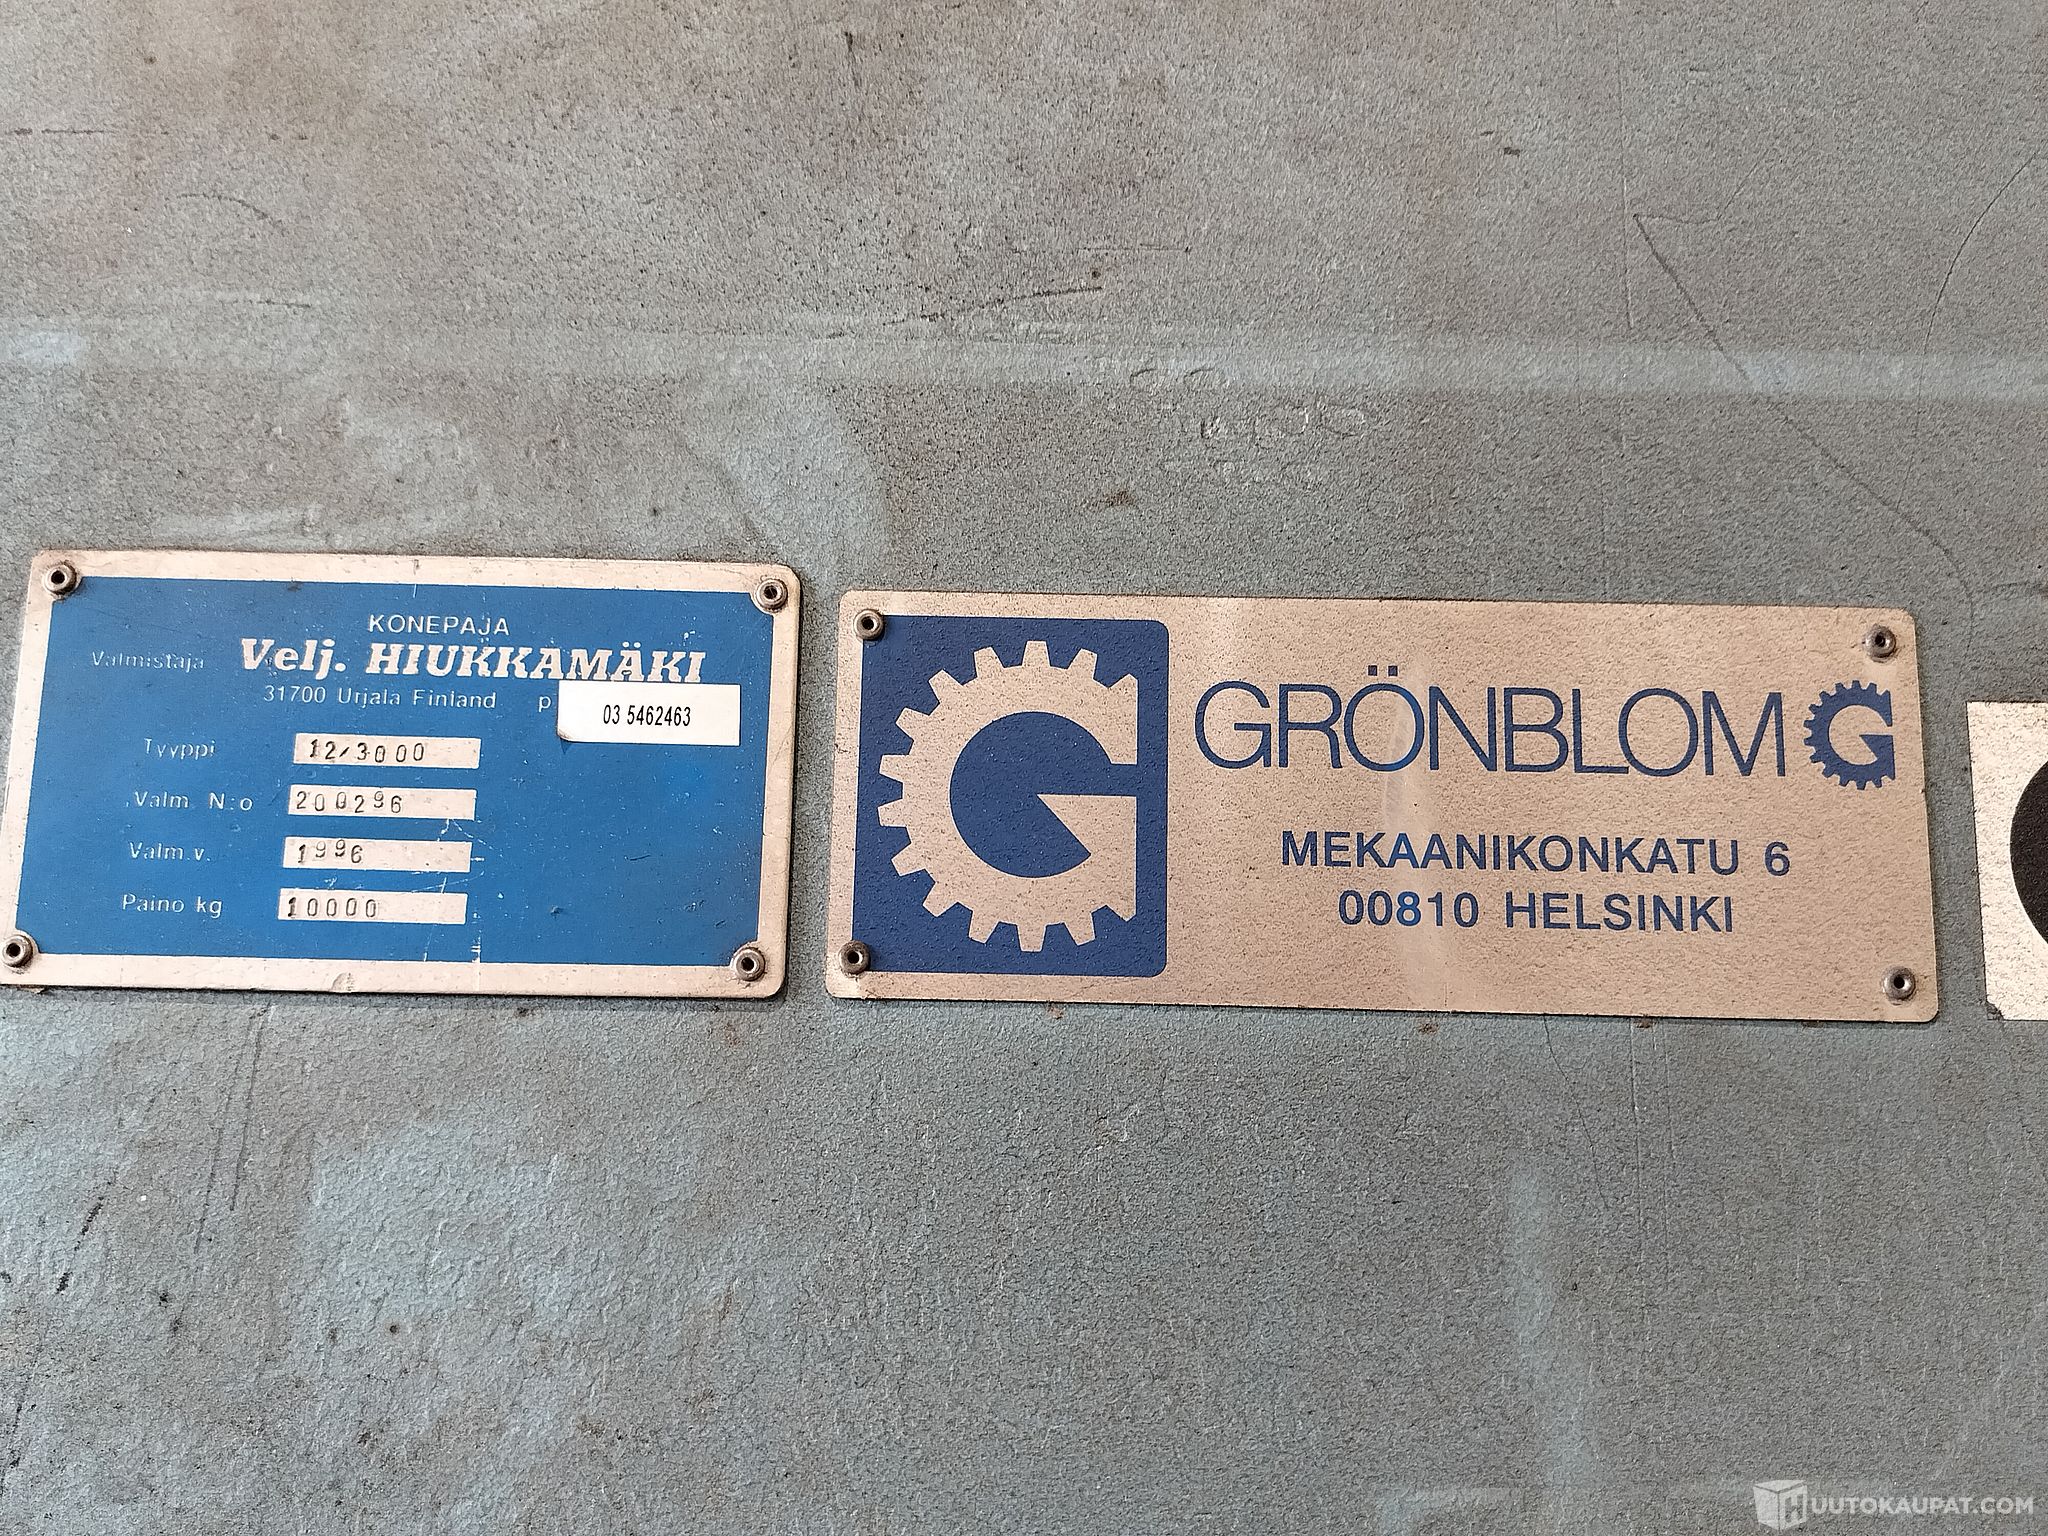 KONEPAJA
Valmistaja Velj. HIUKKAMÄKI
31700 Urjala Finland p 03 5462463
Tyyppi 12/3000
Valm. N:o 200296
Valm.v. 1996
Paino kg 10000
GRÖNBLOM G
MEKAANIKONKATU 6
00810 HELSINKI
HUUTOKAUPAT.COM